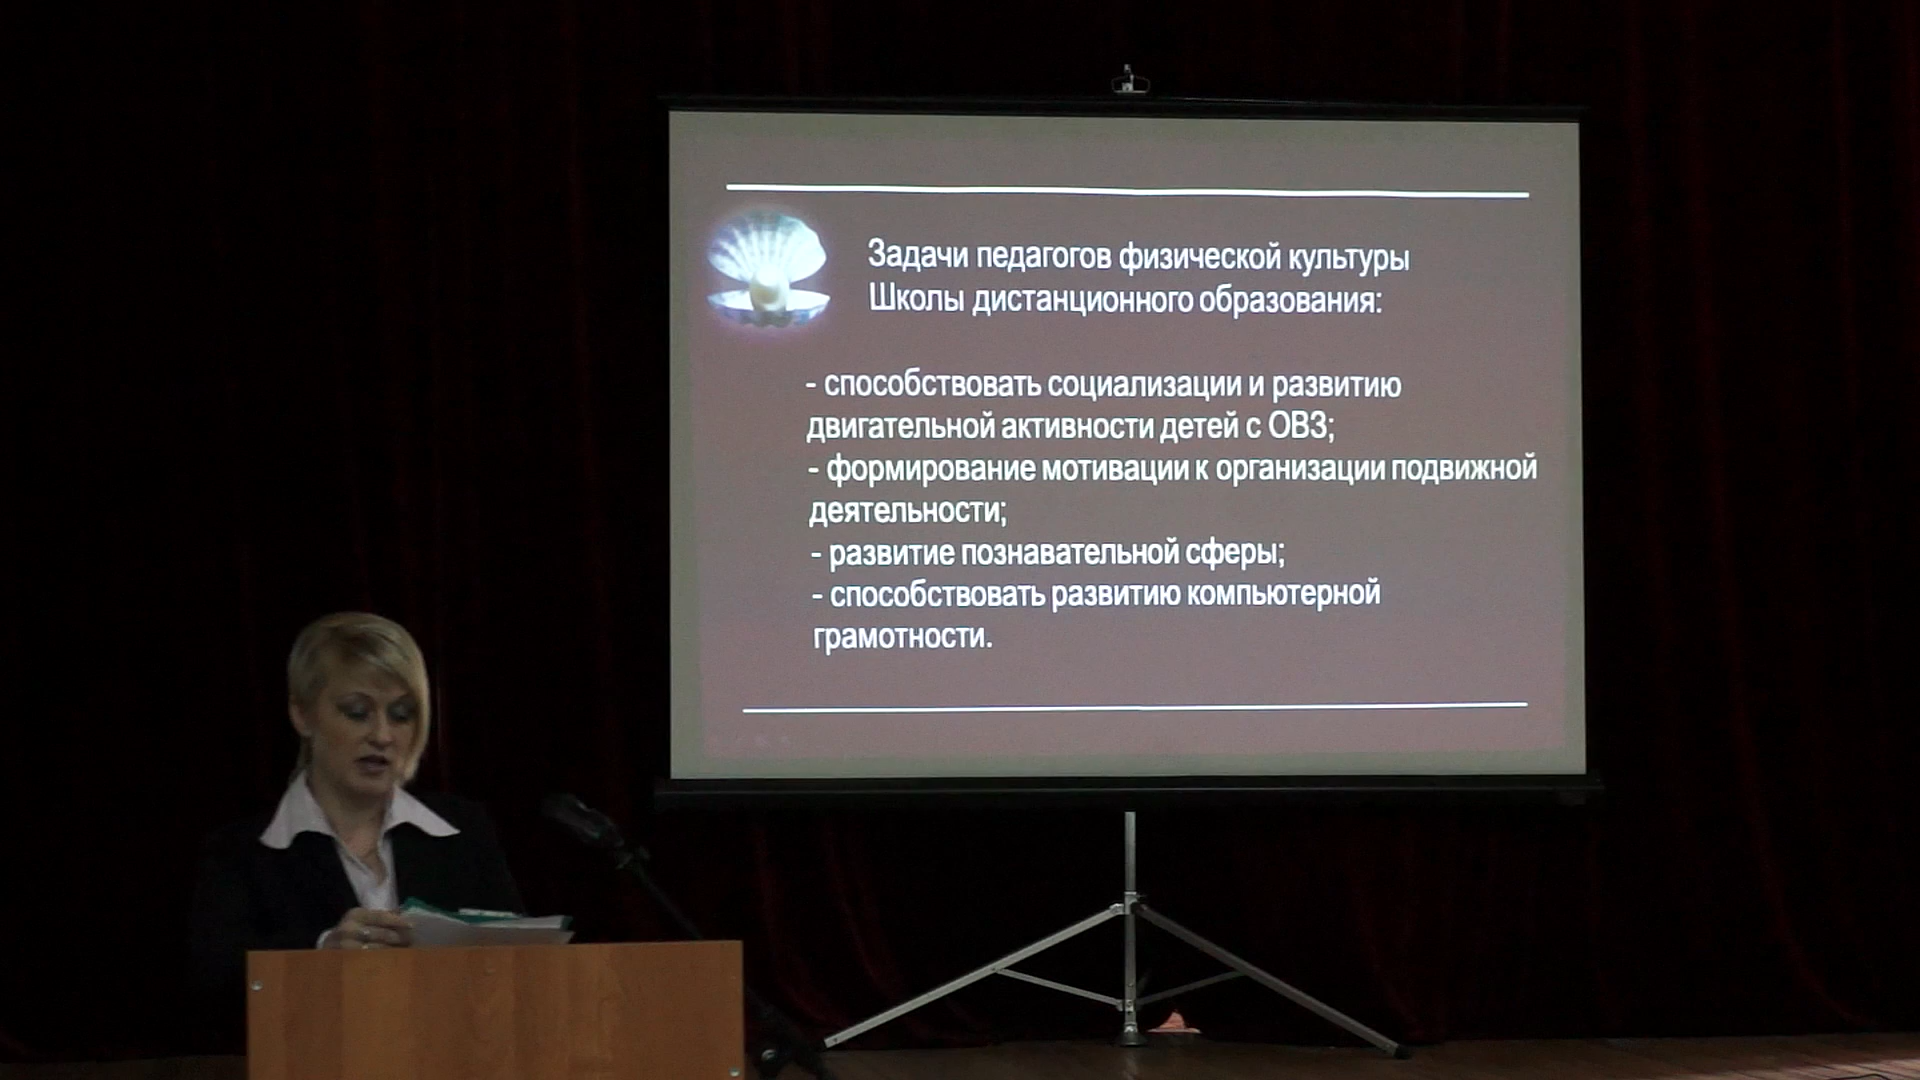 Задачи педагогов физической культуры
Школы дистанционного образования:
- способствовать социализации и развитию
двигательной активности детей с ОВЗ;
- формирование мотивации к организации подвижной
деятельности;
- развитие познавательной сферы;
- способствовать развитию компьютерной
грамотности.